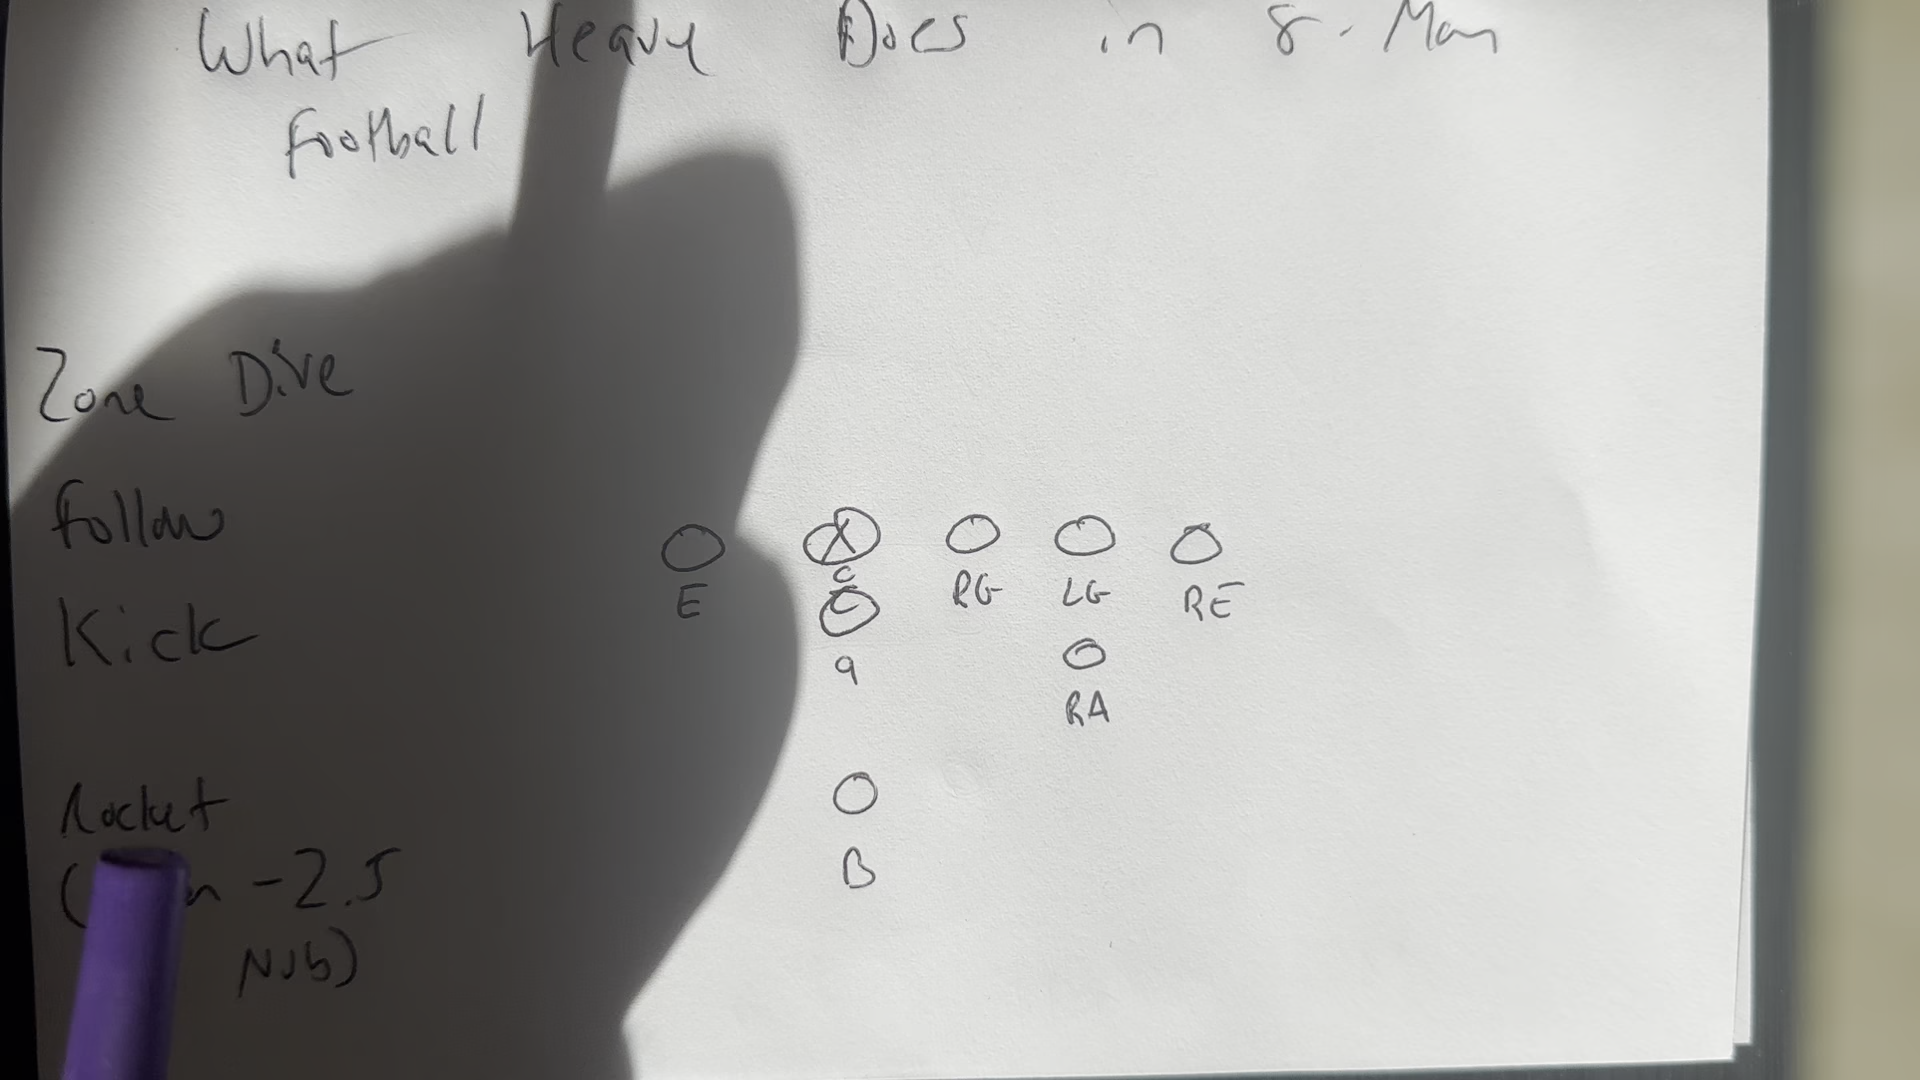 What Heavy Does in 8-Man
football
Zone Dive
Follow
Kick
E C RG LG RE
q RA
B
Rocket
-2.5
Nub)